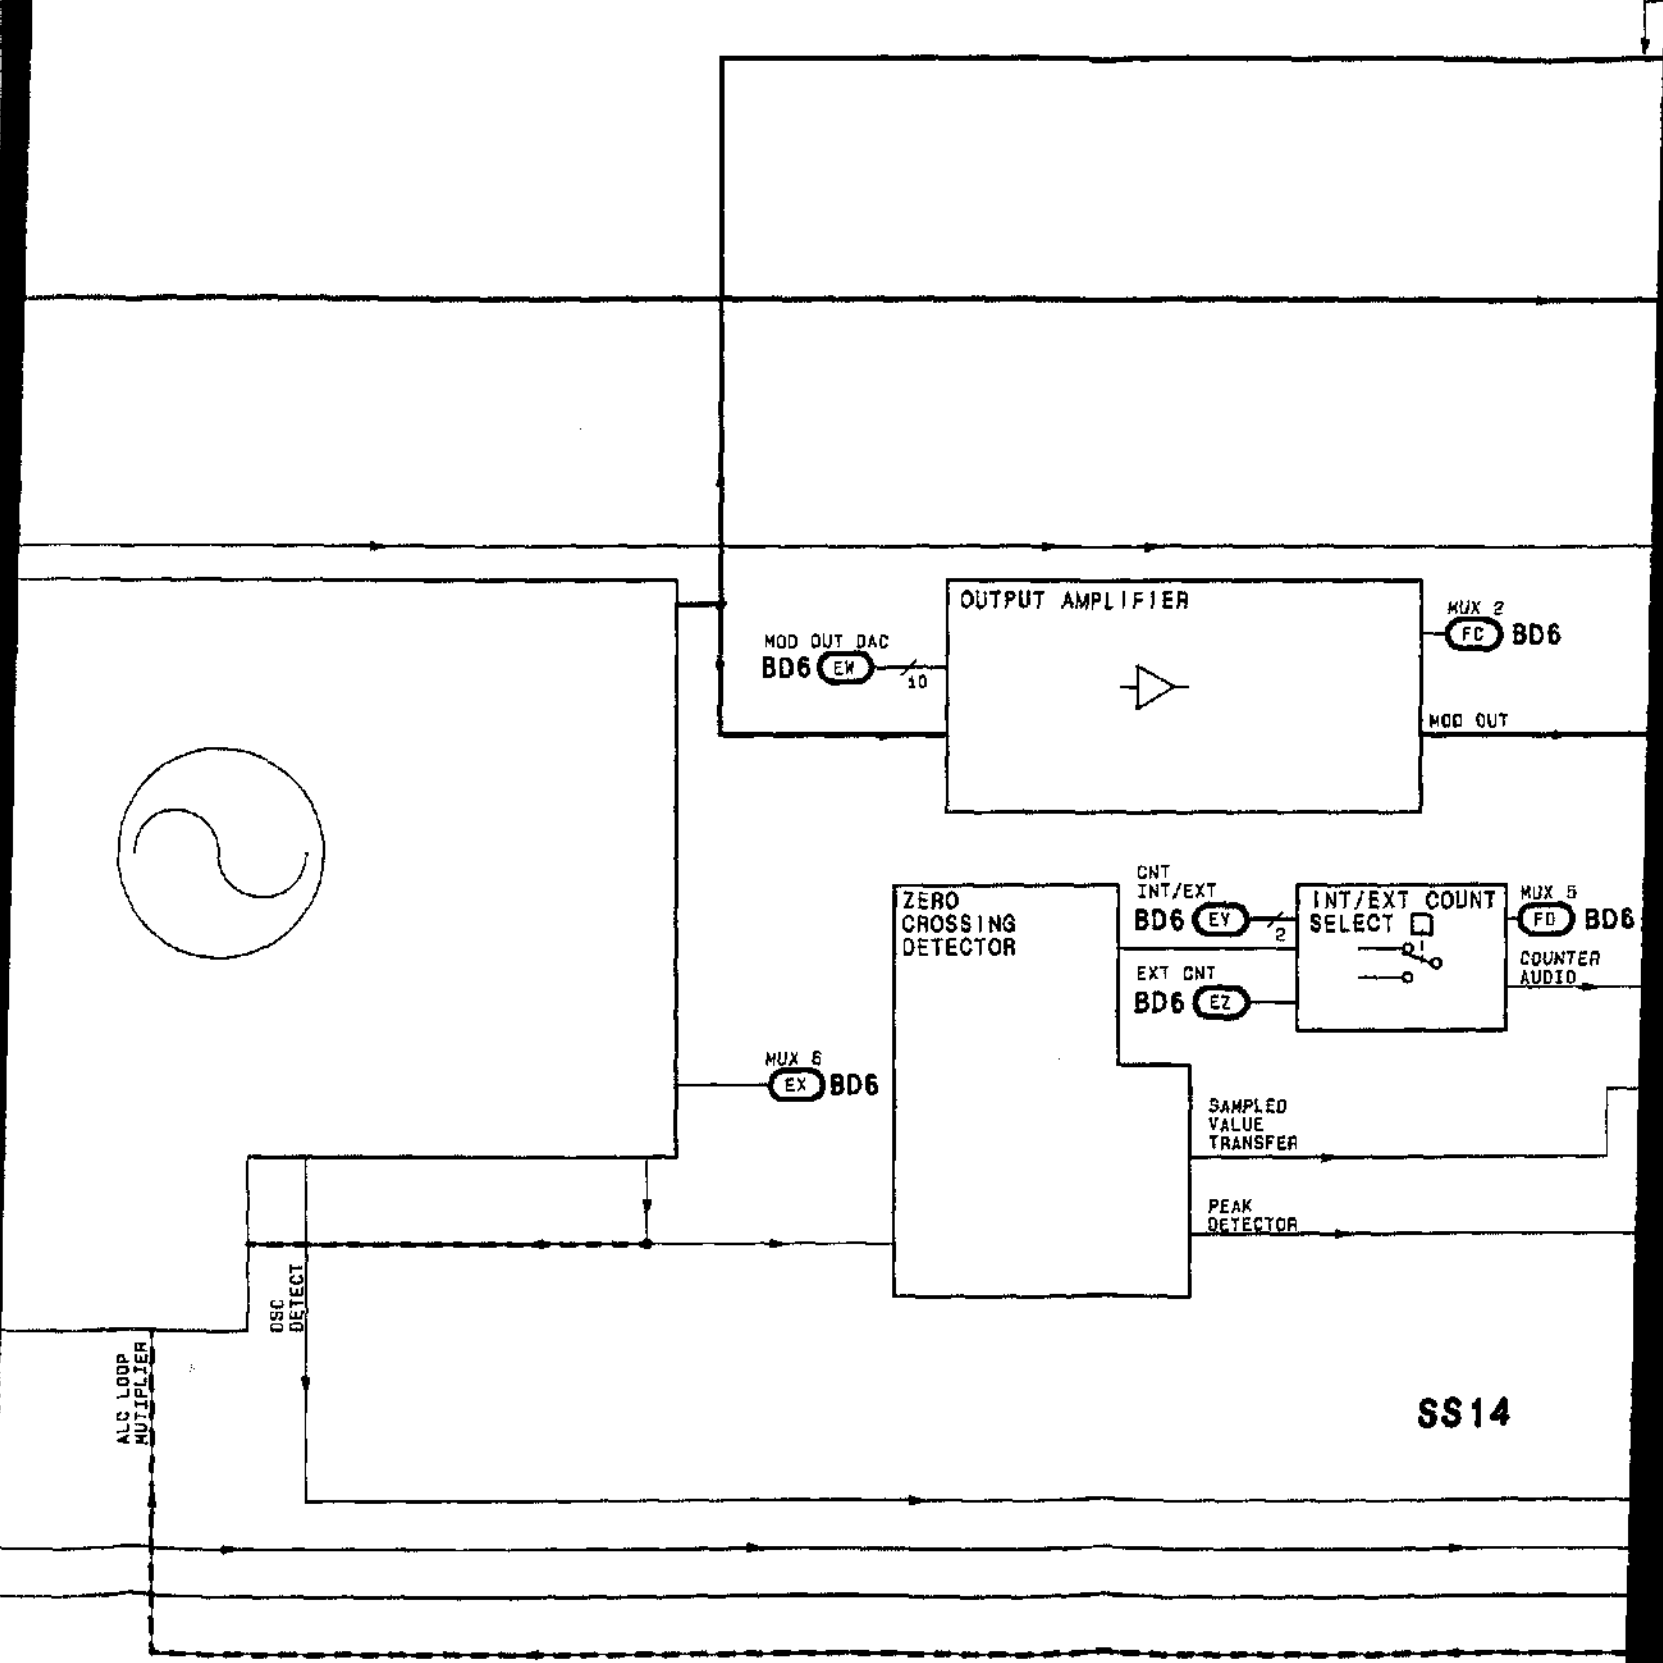 OUTPUT AMPLIFIER
MUX 2
FC BD6
MOD OUT DAC
BD6 EW
10
MOD OUT
CNT
INT/EXT
BD6 EY
2
ZERO
CROSSING
DETECTOR
INT/EXT COUNT
SELECT
MUX 5
FD BD6
EXT CNT
BD6 EZ
COUNTER
AUDIO
MUX 6
EX BD6
SAMPLED
VALUE
TRANSFER
PEAK
DETECTOR
OSC
DETECT
ALC LOOP
MUTIPLIER
SS14